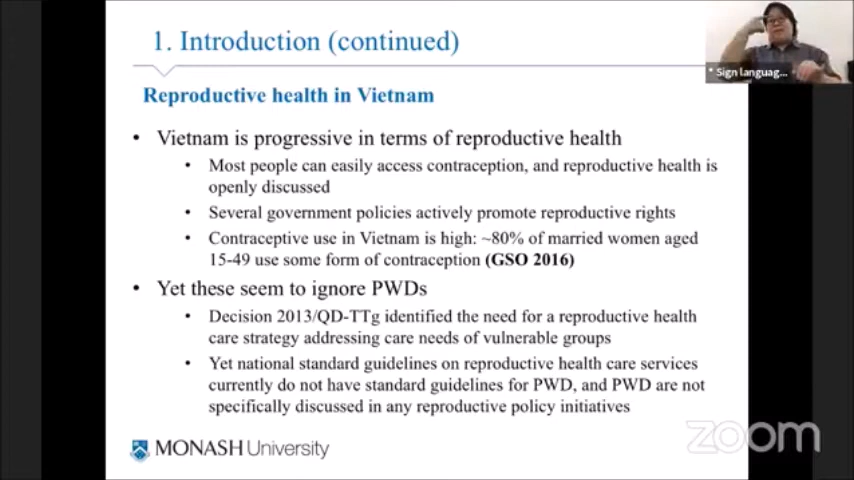 1. Introduction (continued)
* Sign languag...
Reproductive health in Vietnam
• Vietnam is progressive in terms of reproductive health
• Most people can easily access contraception, and reproductive health is
openly discussed
• Several government policies actively promote reproductive rights
• Contraceptive use in Vietnam is high: ~80% of married women aged
15-49 use some form of contraception (GSO 2016)
• Yet these seem to ignore PWDs
• Decision 2013/QD-TTg identified the need for a reproductive health
care strategy addressing care needs of vulnerable groups
• Yet national standard guidelines on reproductive health care services
currently do not have standard guidelines for PWD, and PWD are not
specifically discussed in any reproductive policy initiatives
MONASH University
zoom